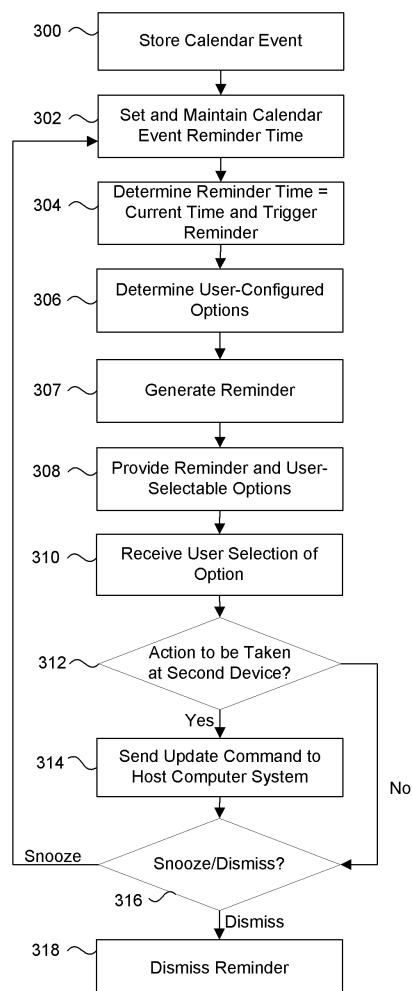 300
Store Calendar Event
302
Set and Maintain Calendar
Event Reminder Time
304
Determine Reminder Time =
Current Time and Trigger
Reminder
306
Determine User-Configured
Options
307
Generate Reminder
308
Provide Reminder and User-
Selectable Options
310
Receive User Selection of
Option
312
Action to be Taken
at Second Device?
Yes
314
Send Update Command to
Host Computer System
No
Snooze
Snooze/Dismiss?
316
Dismiss
318
Dismiss Reminder